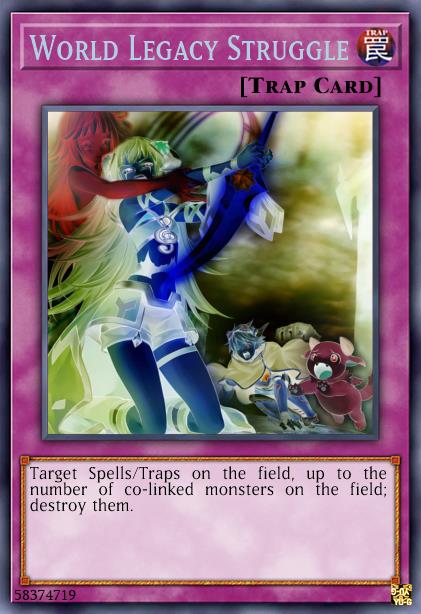 World Legacy Struggle
TRAP
罠
[Trap Card]
Target Spells/Traps on the field, up to the
number of co-linked monsters on the field;
destroy them.
58374719